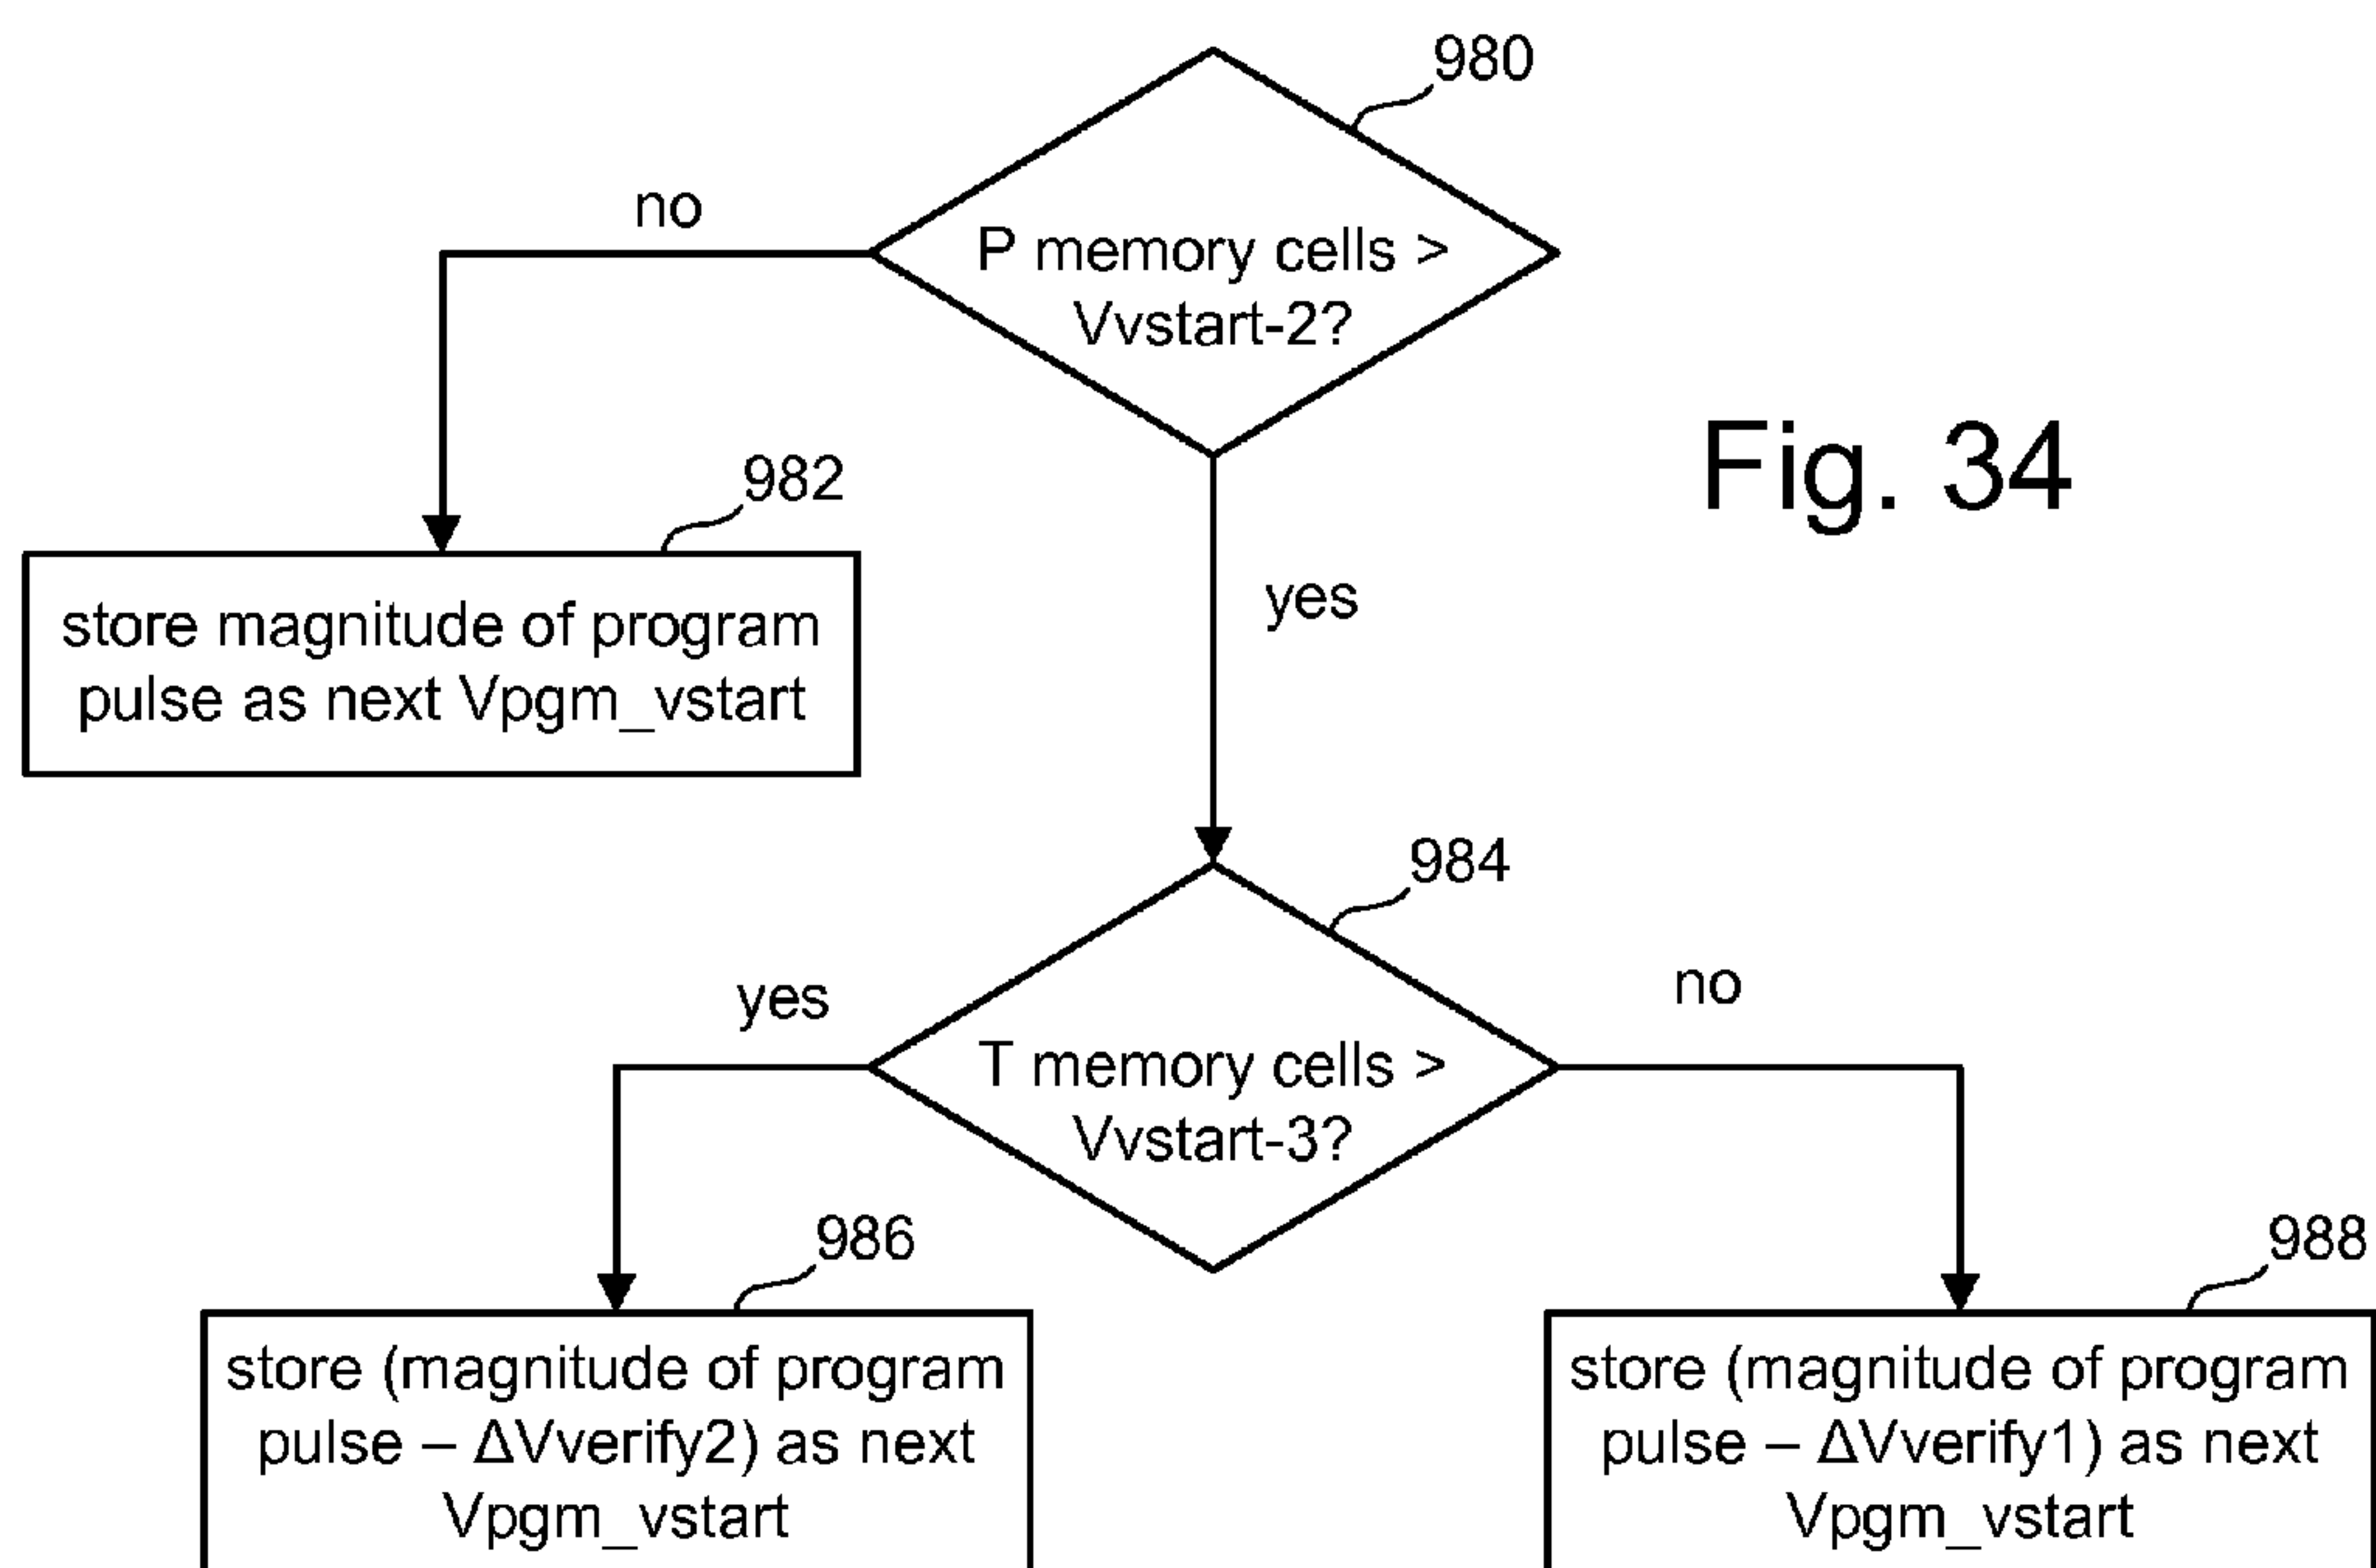 980
no
P memory cells >
Vvstart-2?
Fig. 34
982
store magnitude of program
pulse as next Vpgm_vstart
yes
984
yes
no
T memory cells >
Vvstart-3?
986
988
store (magnitude of program
pulse – ΔVverify2) as next
Vpgm_vstart
store (magnitude of program
pulse – ΔVverify1) as next
Vpgm_vstart